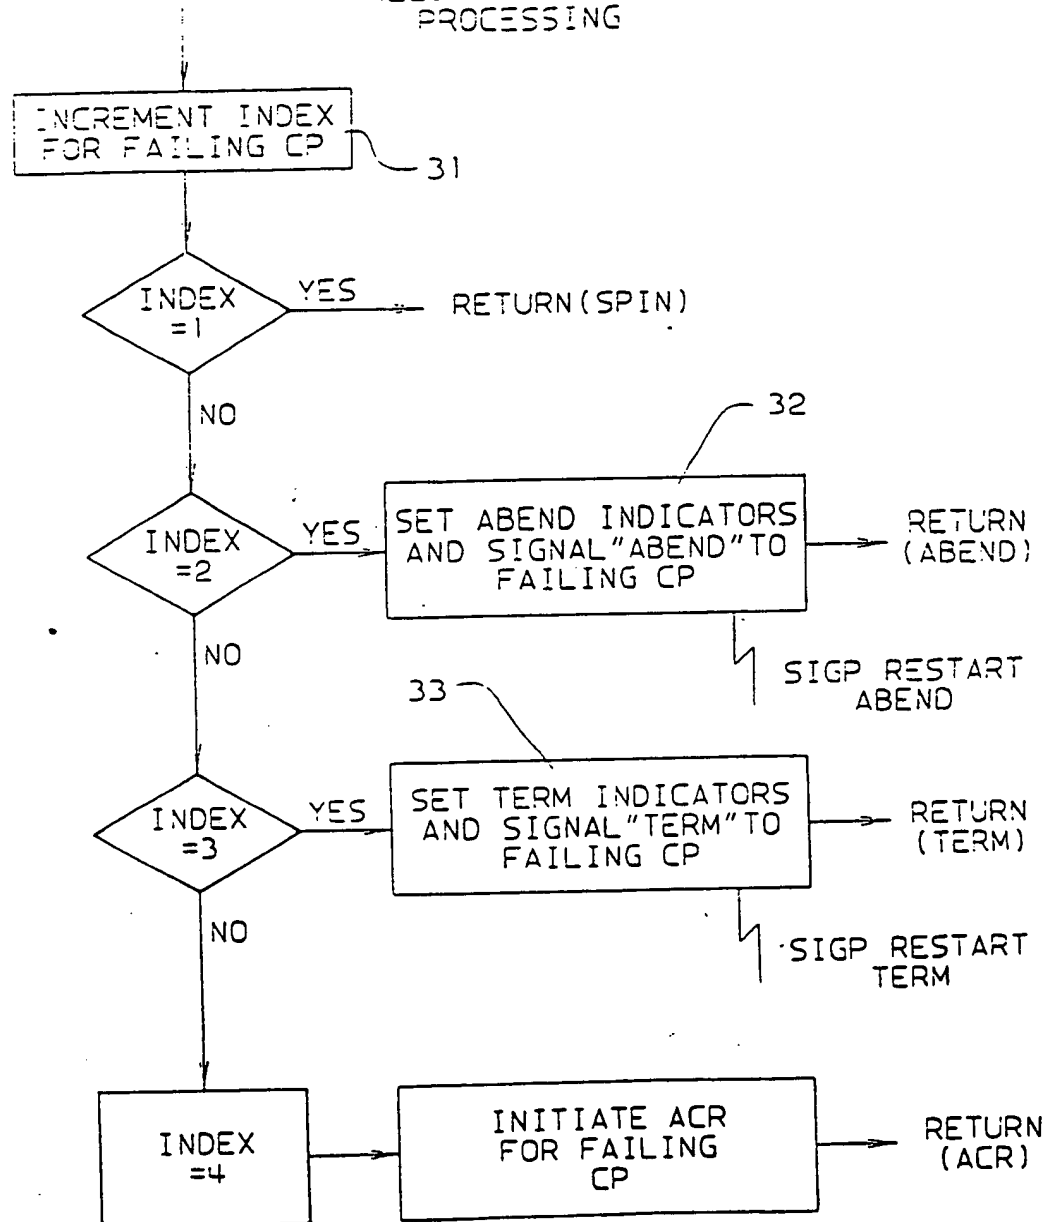 PROCESSING
INCREMENT INDEX
FOR FAILING CP
31
INDEX
=1
YES
RETURN(SPIN)
NO
32
INDEX
=2
YES
SET ABEND INDICATORS
AND SIGNAL"ABEND"TO
FAILING CP
RETURN
(ABEND)
NO
SIGP RESTART
ABEND
33
INDEX
=3
YES
SET TERM INDICATORS
AND SIGNAL"TERM"TO
FAILING CP
RETURN
(TERM)
NO
SIGP RESTART
TERM
INDEX
=4
INITIATE ACR
FOR FAILING
CP
RETURN
(ACR)